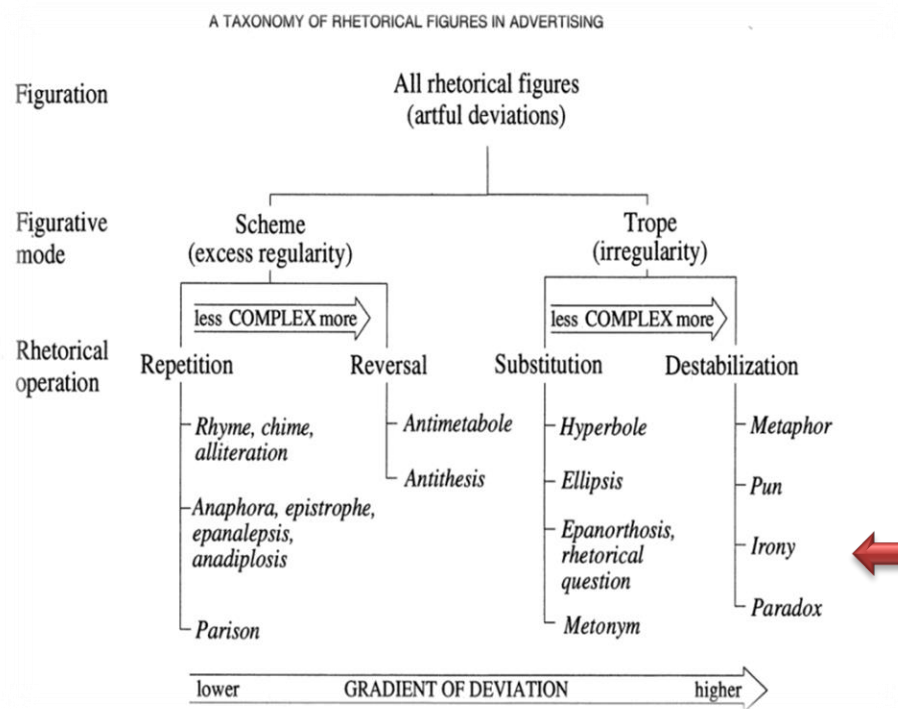 A TAXONOMY OF RHETORICAL FIGURES IN ADVERTISING
Figuration
All rhetorical figures
(artful deviations)
Figurative
mode
Scheme
(excess regularity)
Trope
(irregularity)
less COMPLEX more
less COMPLEX more
Rhetorical
operation
Repetition
Reversal
Substitution
Destabilization
Rhyme, chime,
alliteration
Anaphora, epistrophe,
epanalepsis,
anadiplosis
Parison
Antimetabole
Antithesis
Hyperbole
Ellipsis
Epanorthosis,
rhetorical
question
Metonym
Metaphor
Pun
Irony
Paradox
lower GRADIENT OF DEVIATION higher